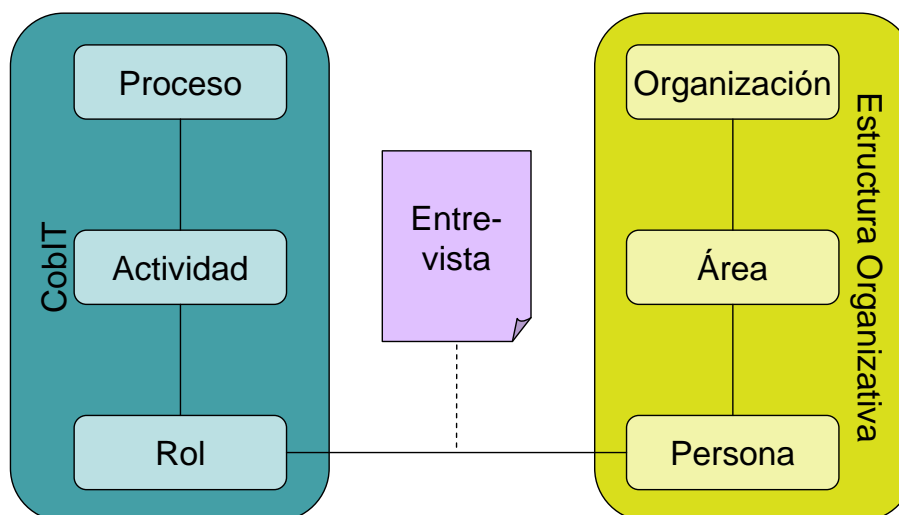 CobIT
Proceso
Actividad
Rol
Entre-
vista
Organización
Área
Persona
Estructura Organizativa